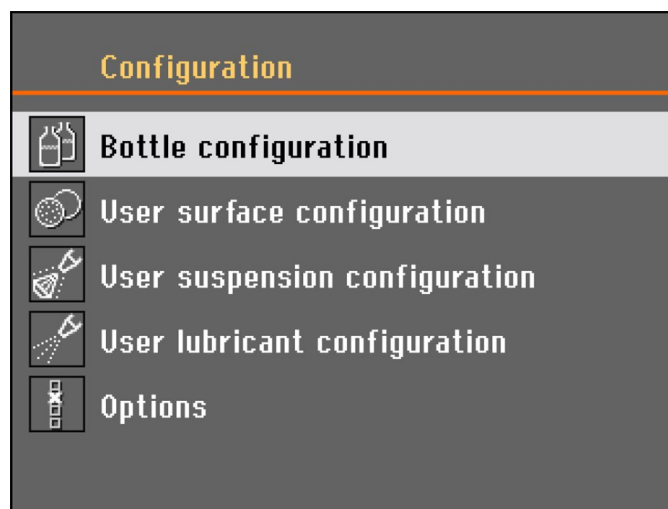 Configuration
Bottle configuration
User surface configuration
User suspension configuration
User lubricant configuration
Options